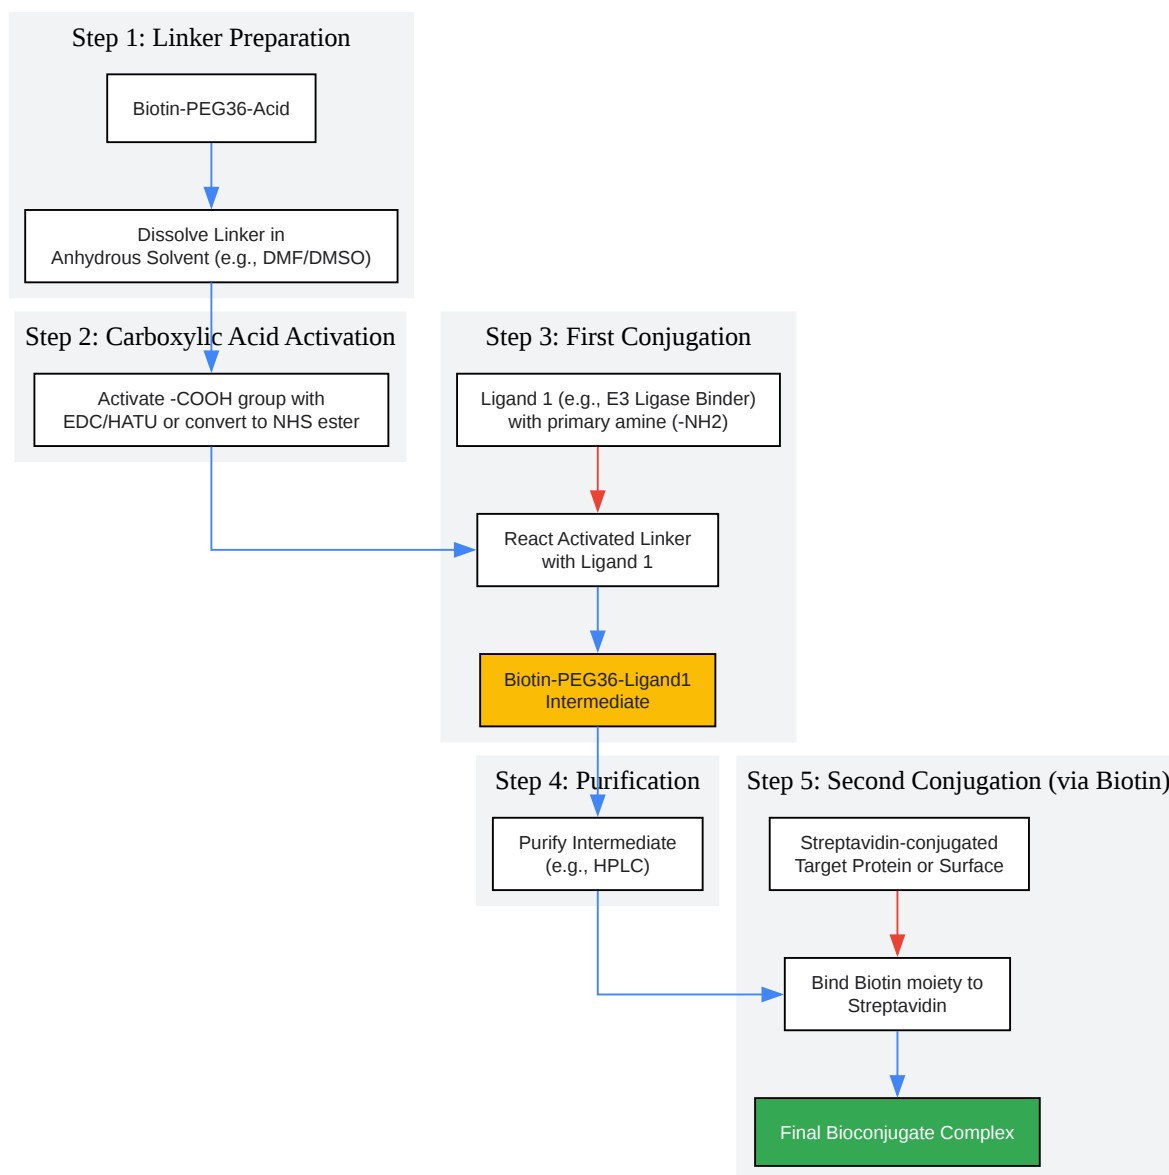 Step 1: Linker Preparation
Biotin-PEG36-Acid
Dissolve Linker in
Anhydrous Solvent (e.g., DMF/DMSO)
Step 2: Carboxylic Acid Activation
Activate -COOH group with
EDC/HATU or convert to NHS ester
Step 3: First Conjugation
Ligand 1 (e.g., E3 Ligase Binder)
with primary amine (-NH2)
React Activated Linker
with Ligand 1
Biotin-PEG36-Ligand1
Intermediate
Step 4: Purification
Purify Intermediate
(e.g., HPLC)
Step 5: Second Conjugation (via Biotin)
Streptavidin-conjugated
Target Protein or Surface
Bind Biotin moiety to
Streptavidin
Final Bioconjugate Complex